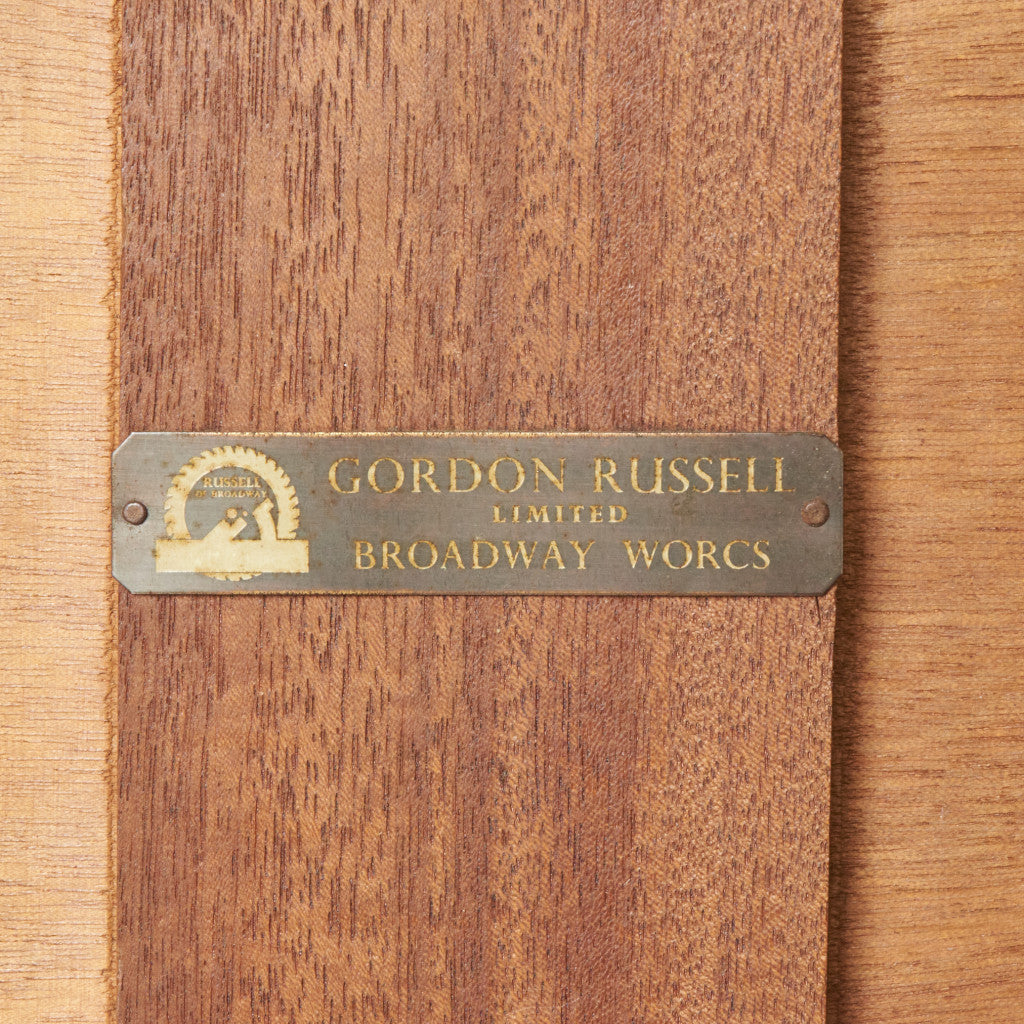 RUSSELL
OF BROADWAY
GORDON RUSSELL
LIMITED
BROADWAY WORCS